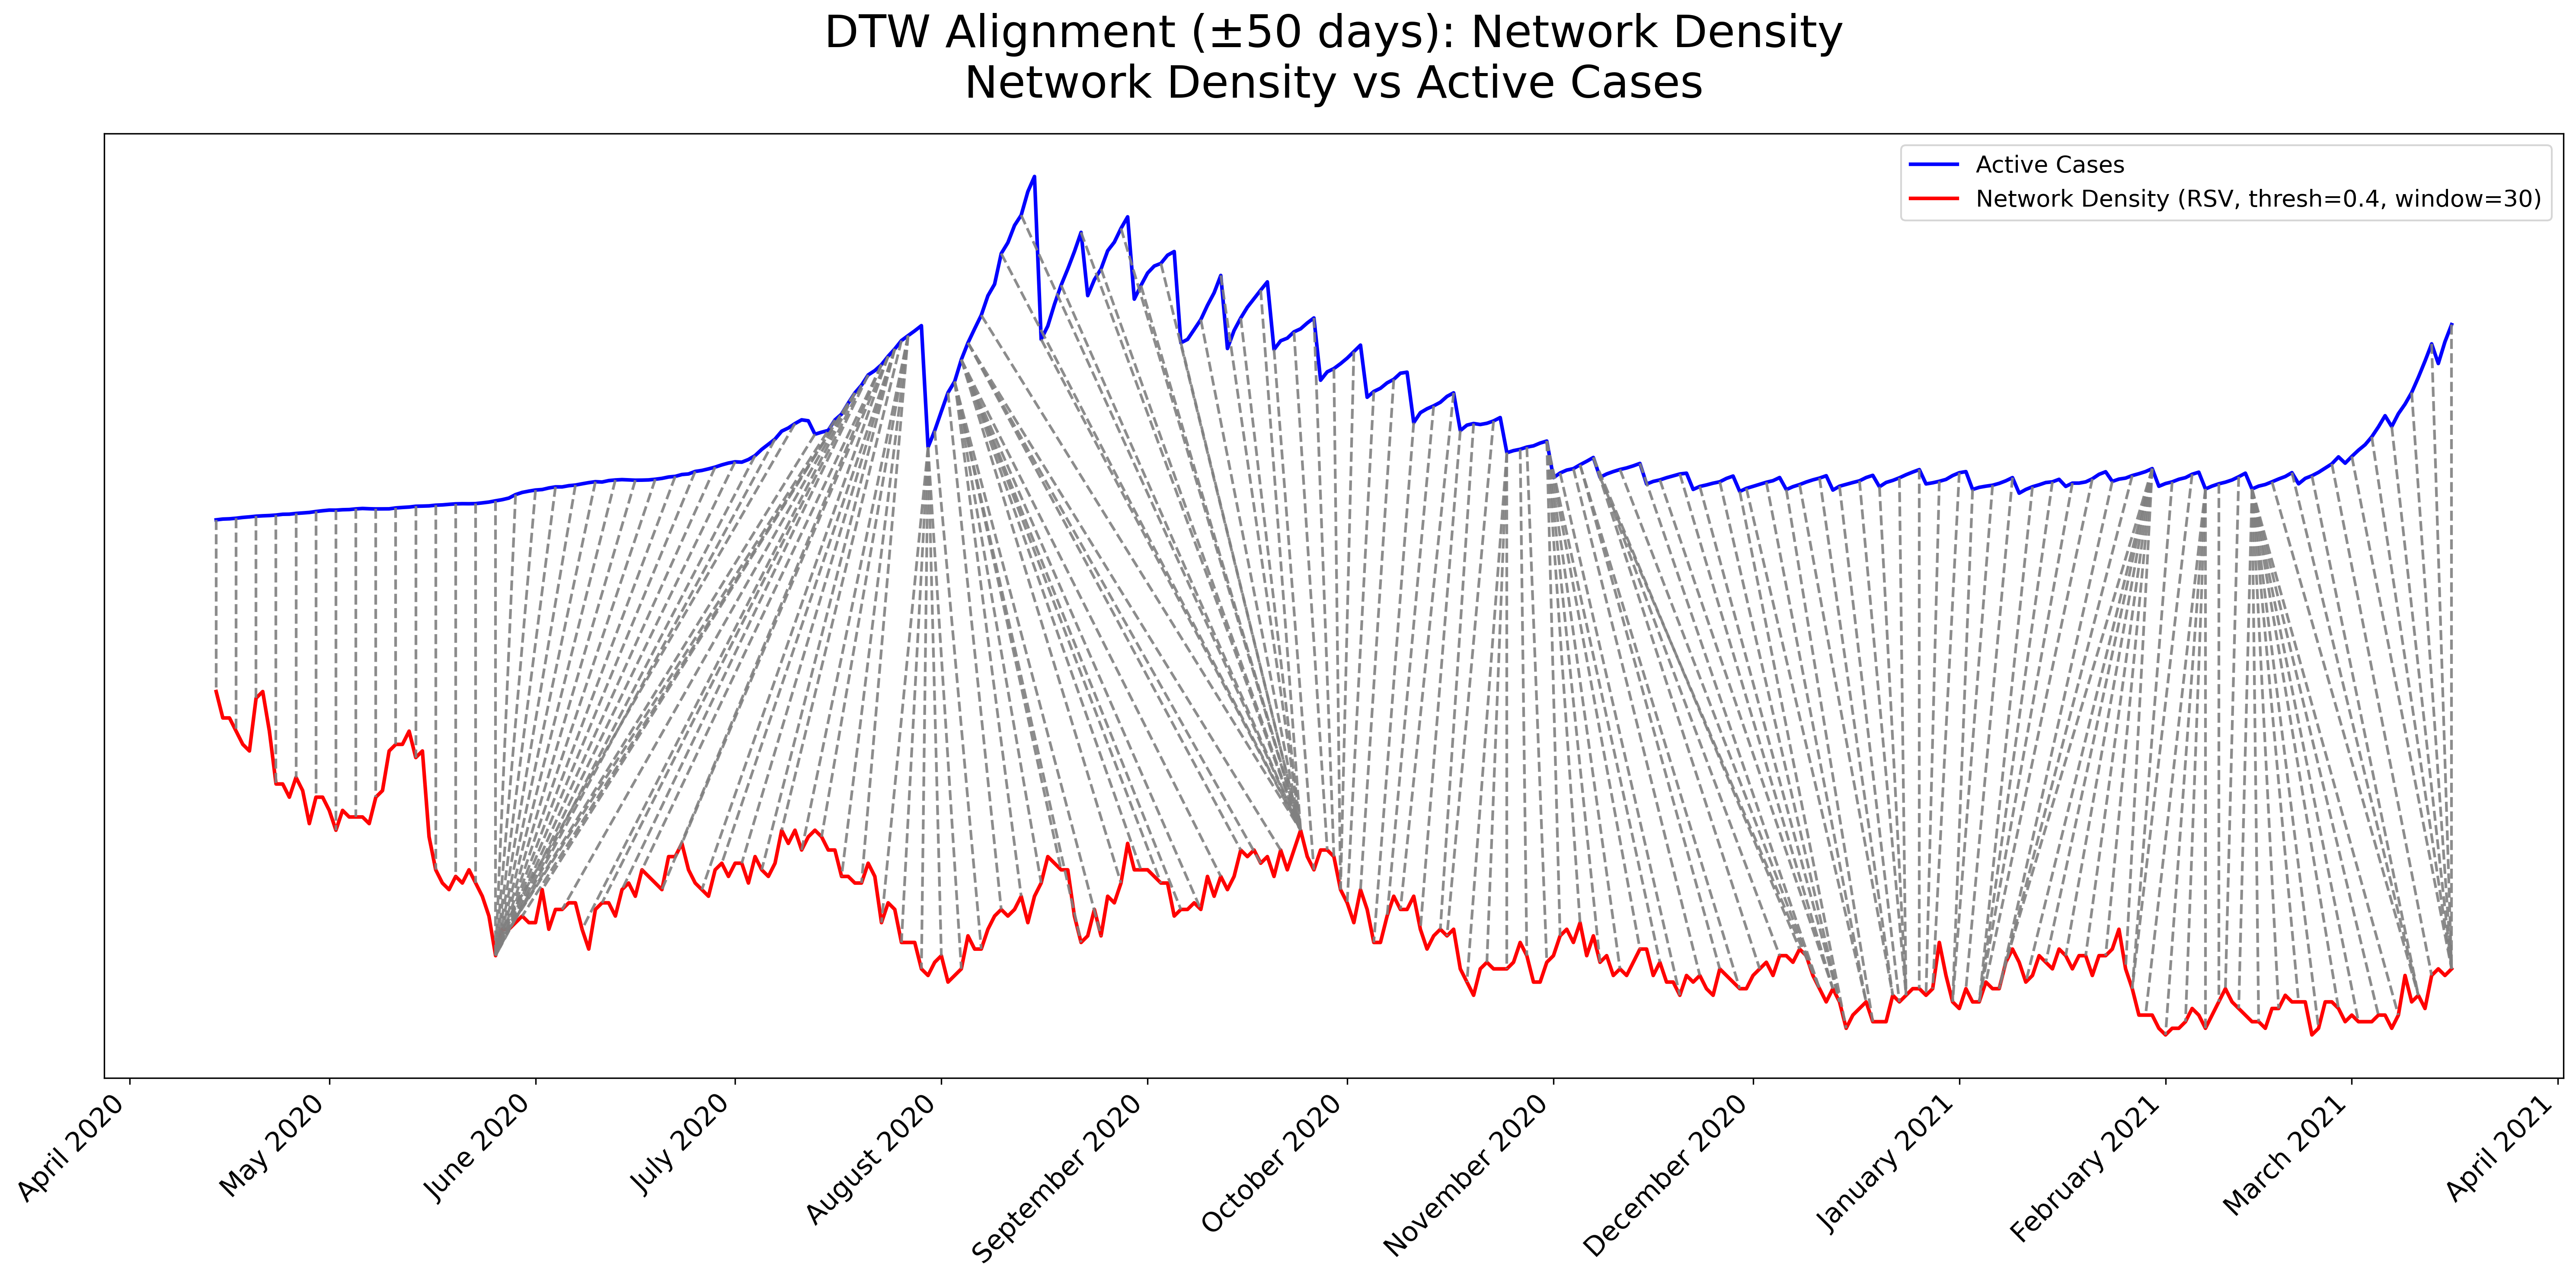 DTW Alignment (±50 days): Network Density
Network Density vs Active Cases
Active Cases
Network Density (RSV, thresh=0.4, window=30)
April 2020
May 2020
June 2020
July 2020
August 2020
September 2020
October 2020
November 2020
December 2020
January 2021
February 2021
March 2021
April 2021